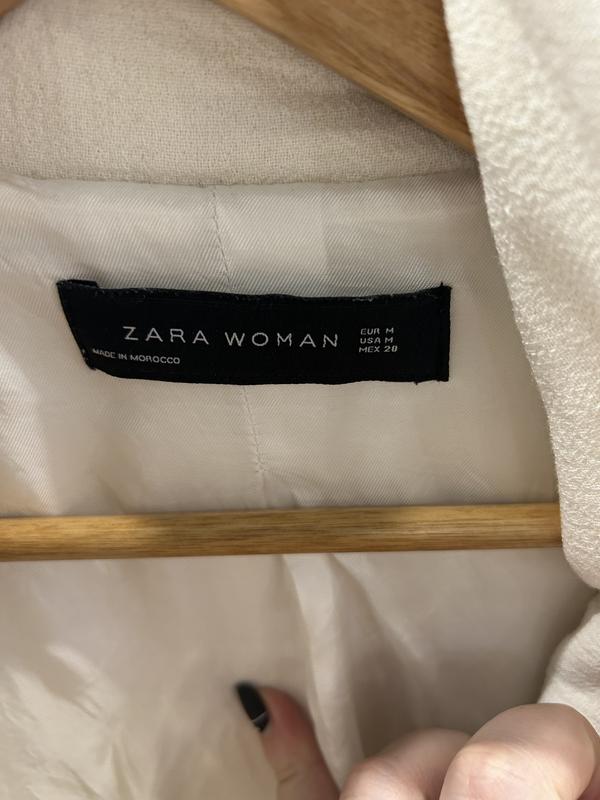 ZARA WOMAN
EUR M
USA M
MEX 28
MADE IN MOROCCO